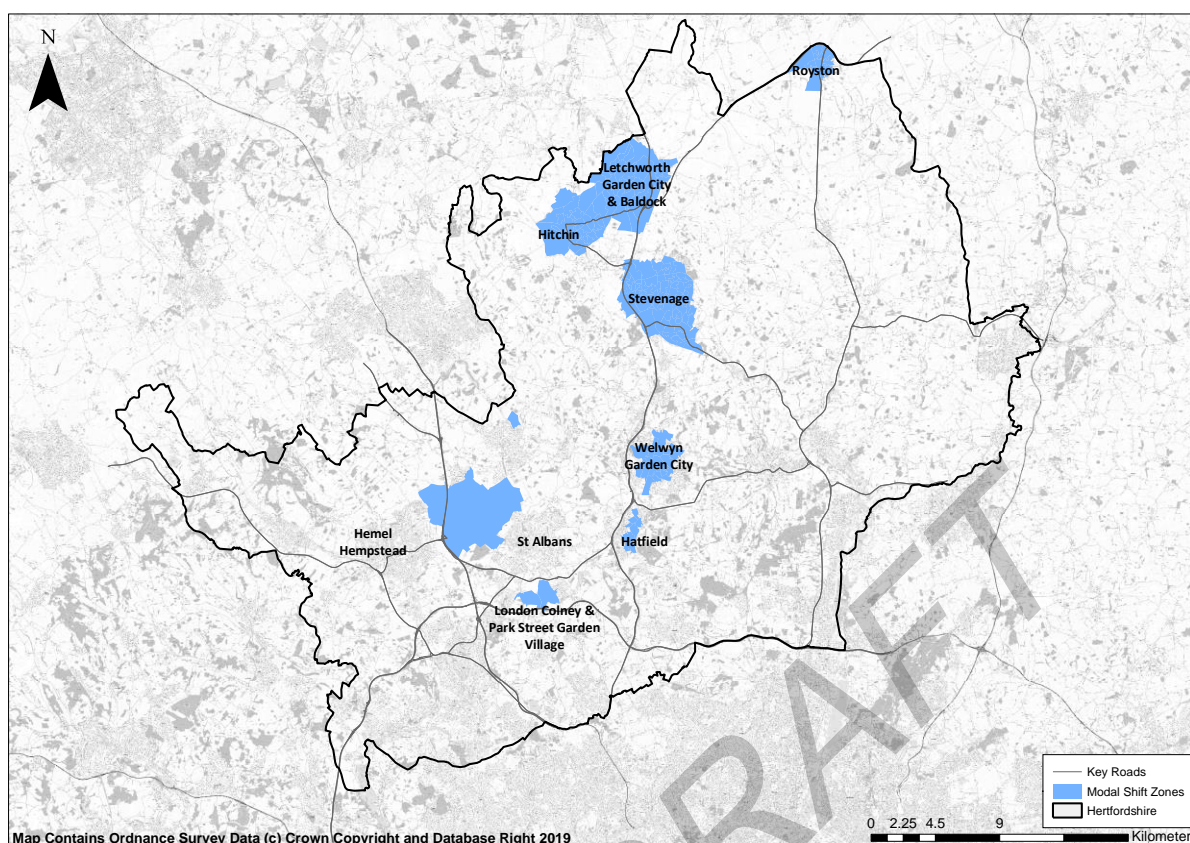 N
Royston
Letchworth
Garden City
& Baldock
Hitchin
Stevenage
Welwyn
Garden City
Hemel
Hempstead
St Albans
Hatfield
London Colney &
Park Street Garden
Village
RAFT
Key Roads
Modal Shift Zones
Hertfordshire
0 2.25 4.5 9
Kilometer
Map Contains Ordnance Survey Data (c) Crown Copyright and Database Right 2019